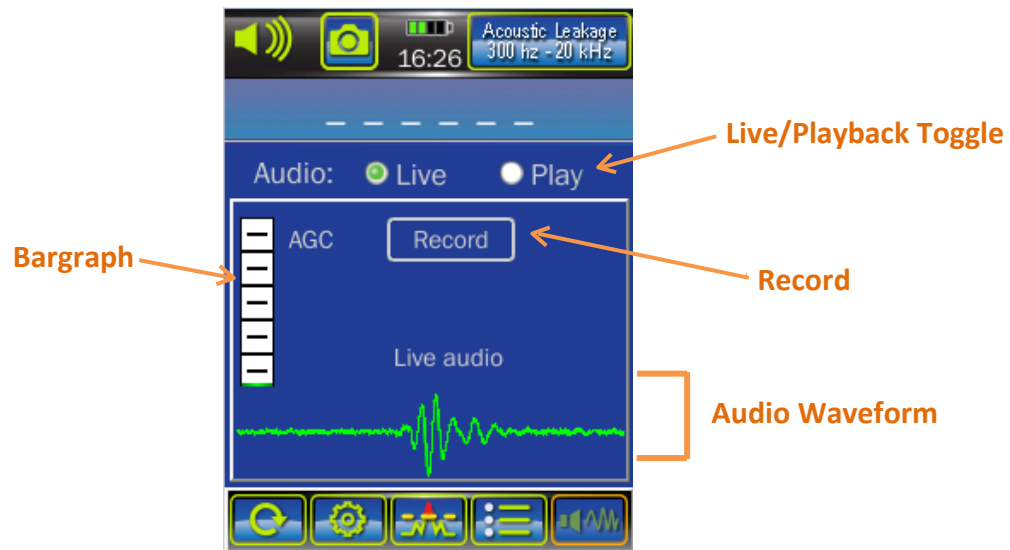 Acoustic Leakage
16:26 300 hz - 20 kHz
_ _ _ _ _ _
Live/Playback Toggle
Audio: Live Play
AGC Record
Bargraph
Record
Live audio
Audio Waveform